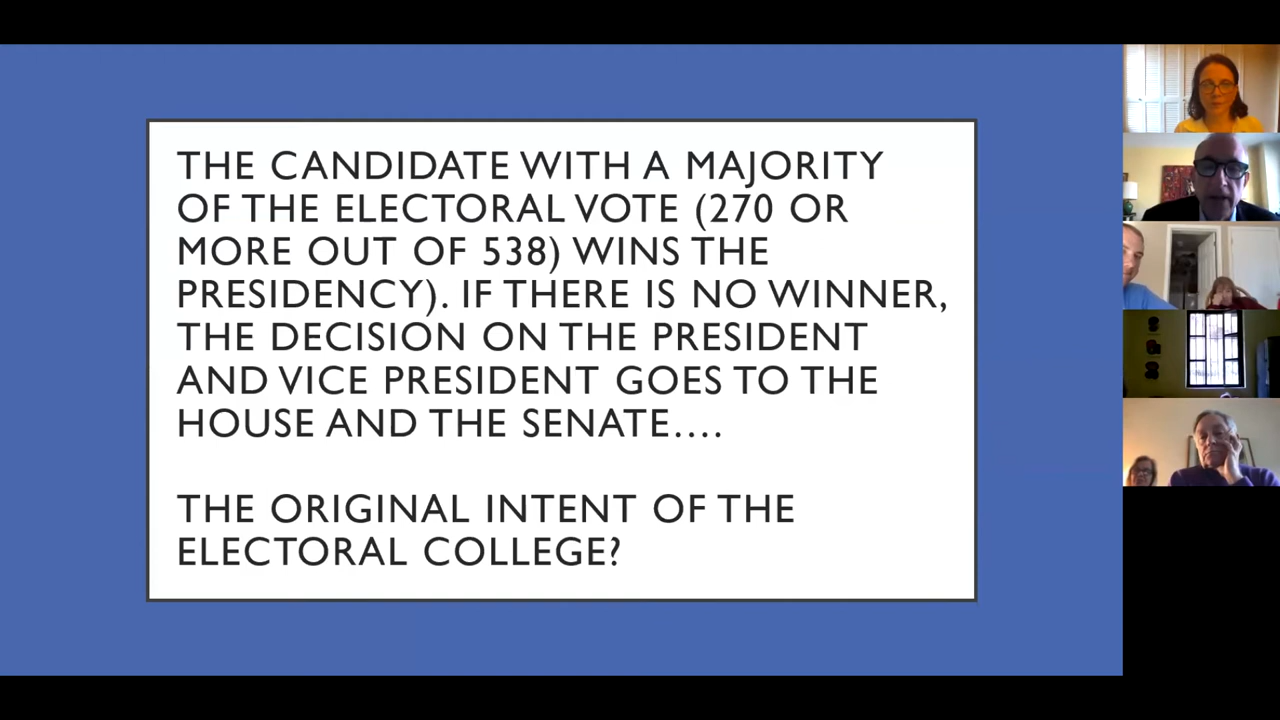 THE CANDIDATE WITH A MAJORITY
OF THE ELECTORAL VOTE (270 OR
MORE OUT OF 538) WINS THE
PRESIDENCY). IF THERE IS NO WINNER,
THE DECISION ON THE PRESIDENT
AND VICE PRESIDENT GOES TO THE
HOUSE AND THE SENATE....
THE ORIGINAL INTENT OF THE
ELECTORAL COLLEGE?